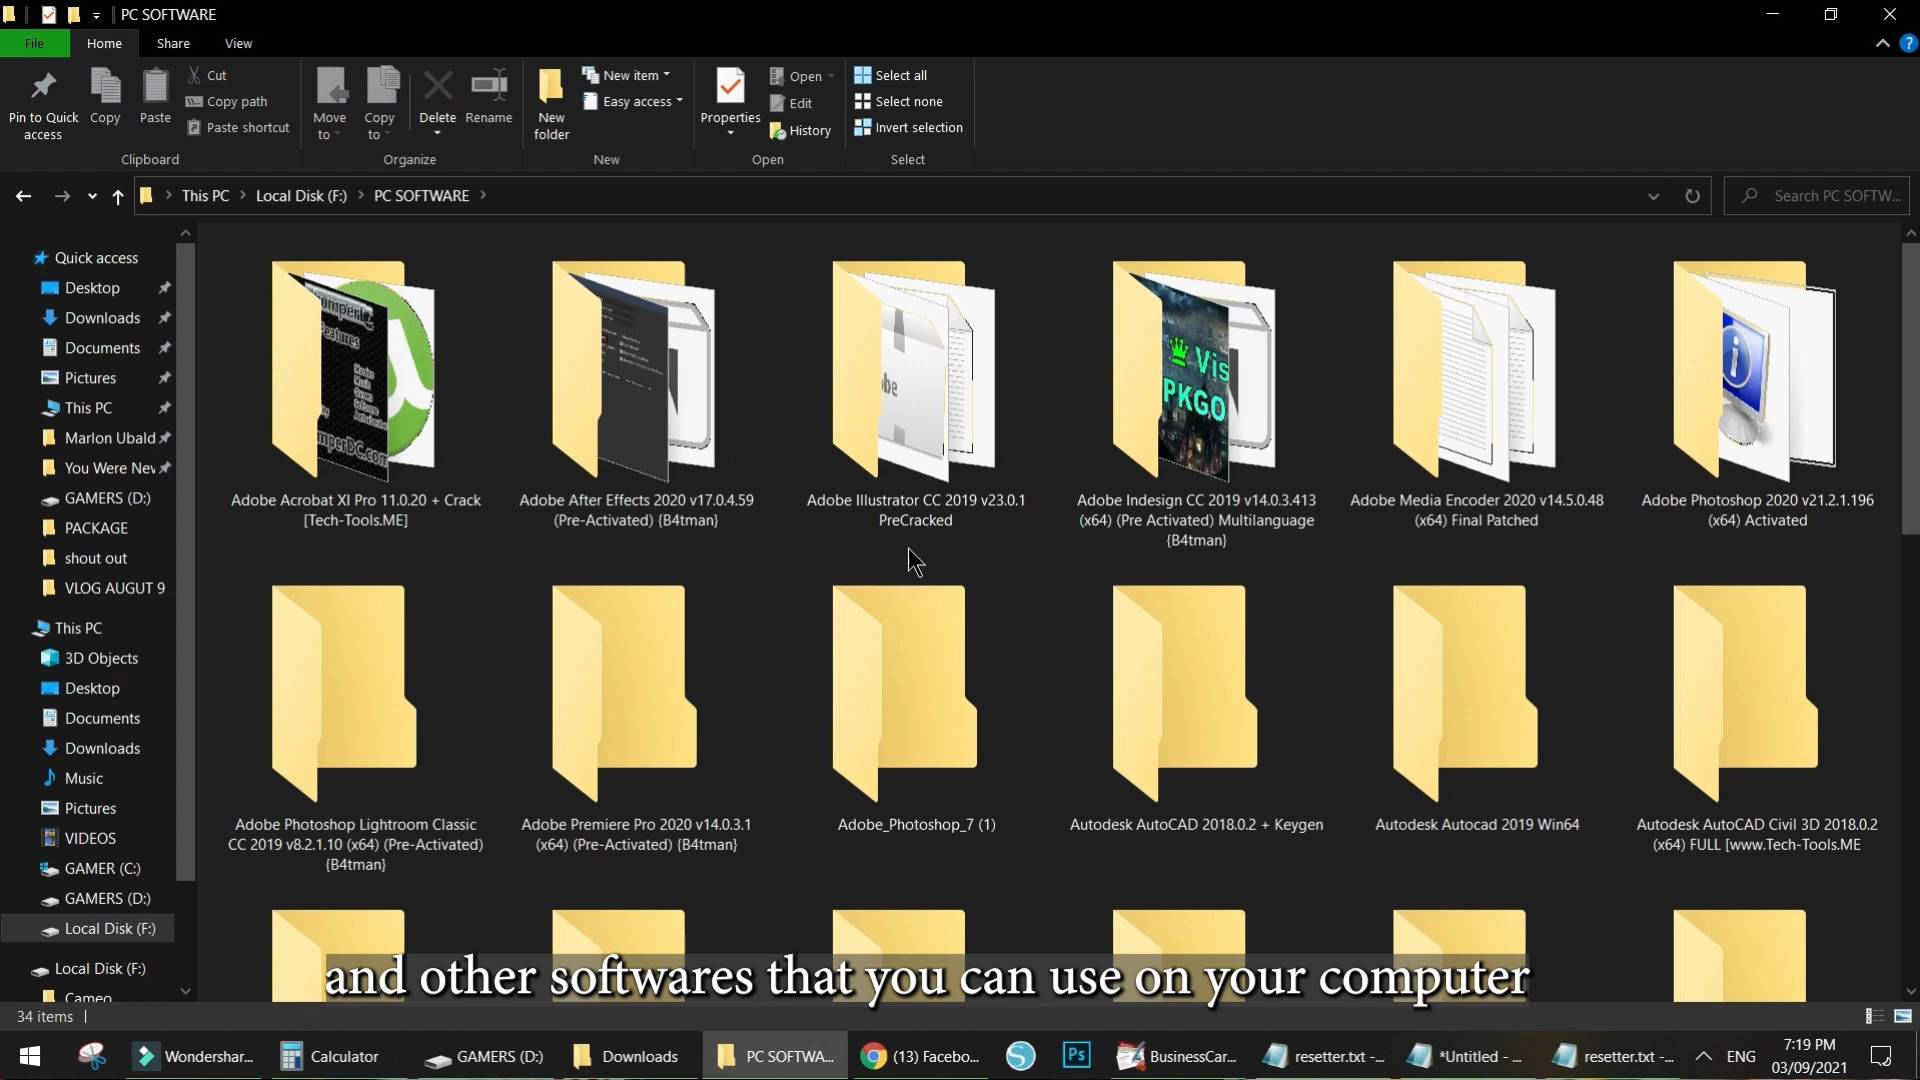 PC SOFTWARE
File Home Share View
Pin to Quick access
Copy
Paste
Cut
Copy path
Paste shortcut
Clipboard
Move to
Copy to
Delete
Rename
Organize
New folder
New item
Easy access
New
Properties
Open
Edit
History
Open
Select all
Select none
Invert selection
Select
This PC > Local Disk (F:) > PC SOFTWARE >
Search PC SOFTW...
Quick access
Desktop
Downloads
Documents
Pictures
This PC
Marlon Ubald
You Were Nev
GAMERS (D:)
PACKAGE
shout out
VLOG AUGUT 9
This PC
3D Objects
Desktop
Documents
Downloads
Music
Pictures
VIDEOS
GAMER (C:)
GAMERS (D:)
Local Disk (F:)
Local Disk (F:)
Cameo
Features
Vis
PKGO
Adobe Acrobat XI Pro 11.0.20 + Crack
[Tech-Tools.ME]
Adobe After Effects 2020 v17.0.4.59
(Pre-Activated) {B4tman}
Adobe Illustrator CC 2019 v23.0.1
PreCracked
Adobe Indesign CC 2019 v14.0.3.413
(x64) (Pre Activated) Multilanguage
{B4tman}
Adobe Media Encoder 2020 v14.5.0.48
(x64) Final Patched
Adobe Photoshop 2020 v21.2.1.196
(x64) Activated
Adobe Photoshop Lightroom Classic
CC 2019 v8.2.1.10 (x64) (Pre-Activated)
{B4tman}
Adobe Premiere Pro 2020 v14.0.3.1
(x64) (Pre-Activated) {B4tman}
Adobe_Photoshop_7 (1)
Autodesk AutoCAD 2018.0.2 + Keygen
Autodesk Autocad 2019 Win64
Autodesk AutoCAD Civil 3D 2018.0.2
(x64) FULL [www.Tech-Tools.ME
and other softwares that you can use on your computer
34 items
Wondershar...
Calculator
GAMERS (D:)
Downloads
PC SOFTWA...
(13) Facebo...
Ps
BusinessCar...
resetter.txt -...
*Untitled - ...
resetter.txt -...
ENG
7:19 PM
03/09/2021